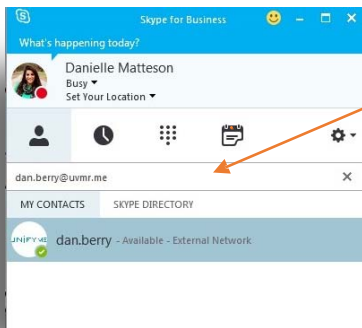 Skype for Business
What's happening today?
Danielle Matteson
Busy
Set Your Location
dan.berry@uvmr.me
MY CONTACTS SKYPE DIRECTORY
UNIFYVE dan.berry - Available - External Network